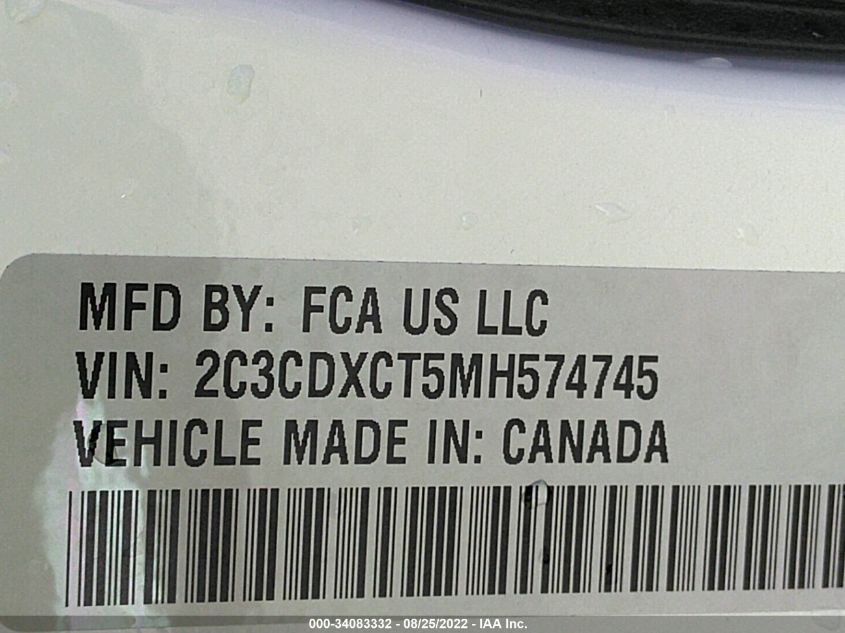 MFD BY: FCA US LLC
VIN: 2C3CDXCT5MH574745
VEHICLE MADE IN: CANADA
000-34083332 - 08/25/2022 - IAA Inc.